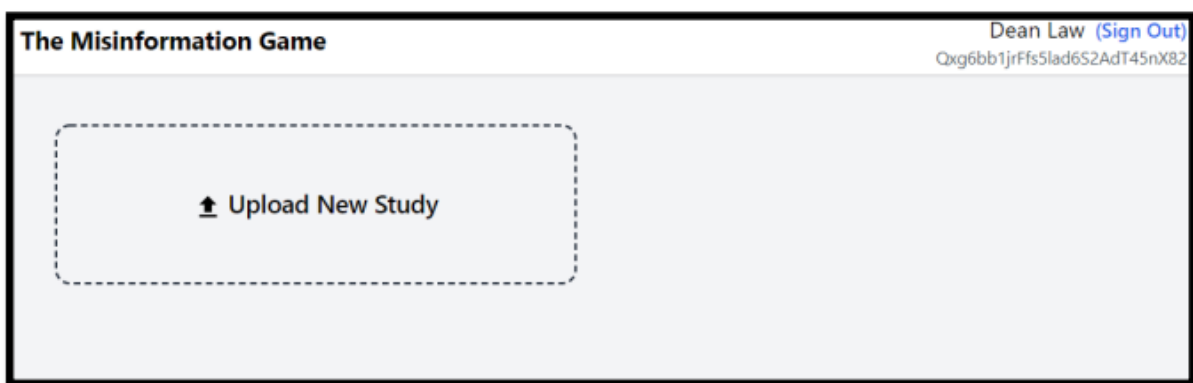 The Misinformation Game
Dean Law (Sign Out)
Qxg6bb1jrFfs5lad6S2AdT45nX82
Upload New Study